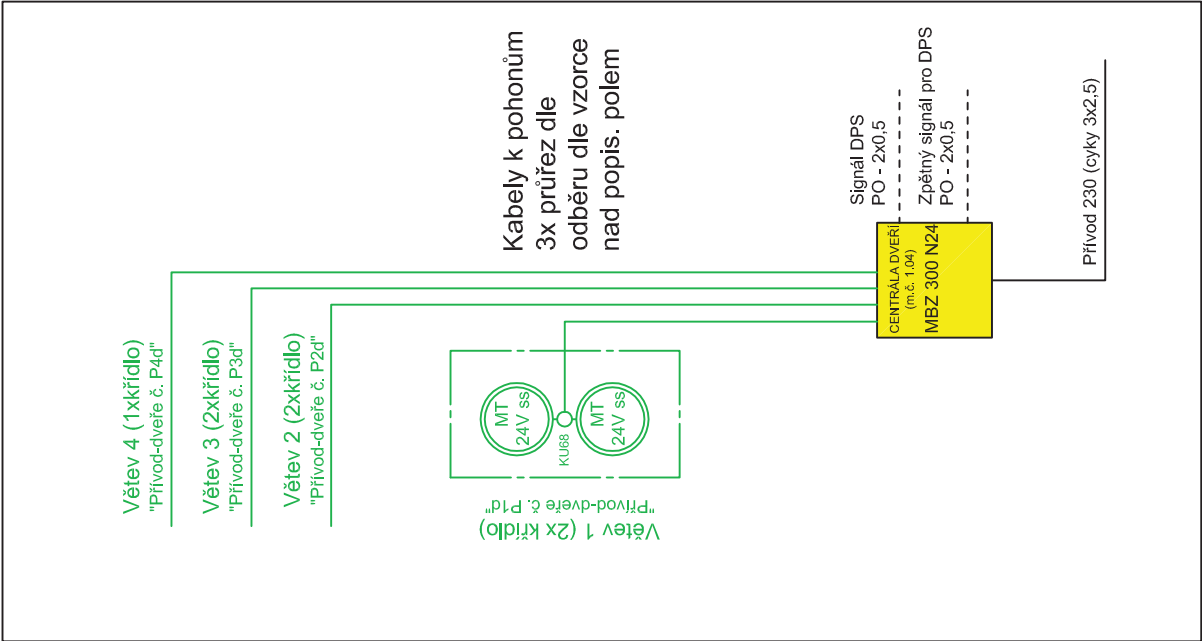 Větev 4 (1xkřídlo)
"Přívod-dveře č. P4d"
Větev 3 (2xkřídlo)
"Přívod-dveře č. P3d"
Větev 2 (2xkřídlo)
"Přívod-dveře č. P2d"
Větev 1 (2x křídlo)
"Přívod-dveře č. P1d"
MT
24V ss
KU68
MT
24V ss
Kabely k pohonům
3x průřez dle
odběru dle vzorce
nad popis. polem
CENTRÁLA DVEŘÍ
(m.č. 1.04)
MBZ 300 N24
Signál DPS
PO - 2x0,5
Zpětný signál pro DPS
PO - 2x0,5
Přívod 230 (cyky 3x2,5)